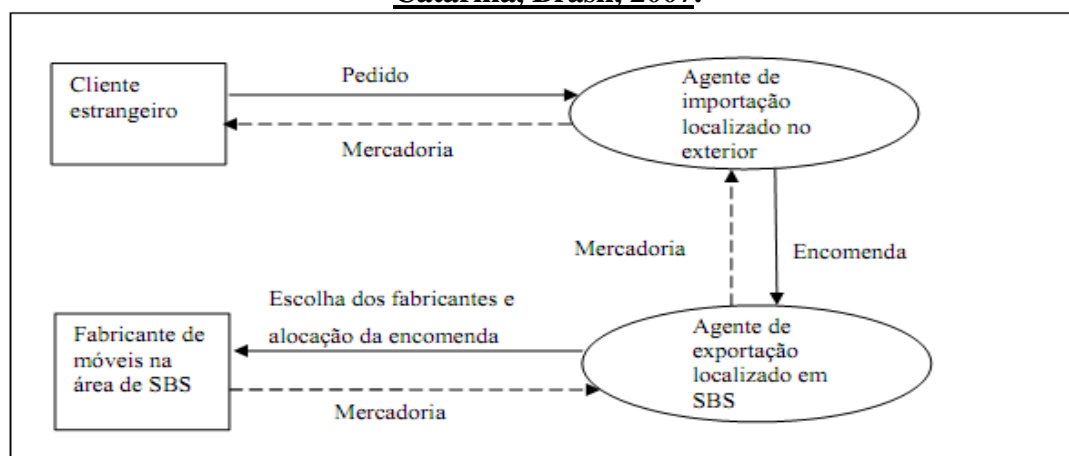 Catarina, Brasil, 2007.
Cliente
estrangeiro
Pedido
Mercadoria
Agente de
importação
localizado no
exterior
Mercadoria
Encomenda
Escolha dos fabricantes e
alocação da encomenda
Fabricante de
móveis na
área de SBS
Mercadoria
Agente de
exportação
localizado em
SBS